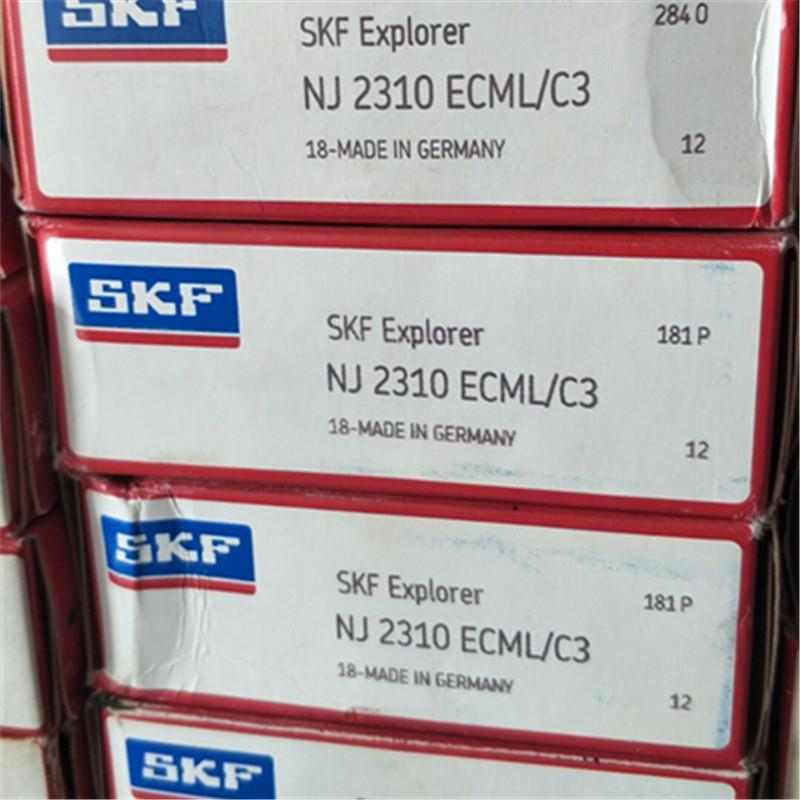 SKF
SKF Explorer
284 O
NJ 2310 ECML/C3
18-MADE IN GERMANY
12
SKF
SKF Explorer
181 P
NJ 2310 ECML/C3
18-MADE IN GERMANY
12
SKF
SKF Explorer
181 P
NJ 2310 ECML/C3
18-MADE IN GERMANY
12
SKF